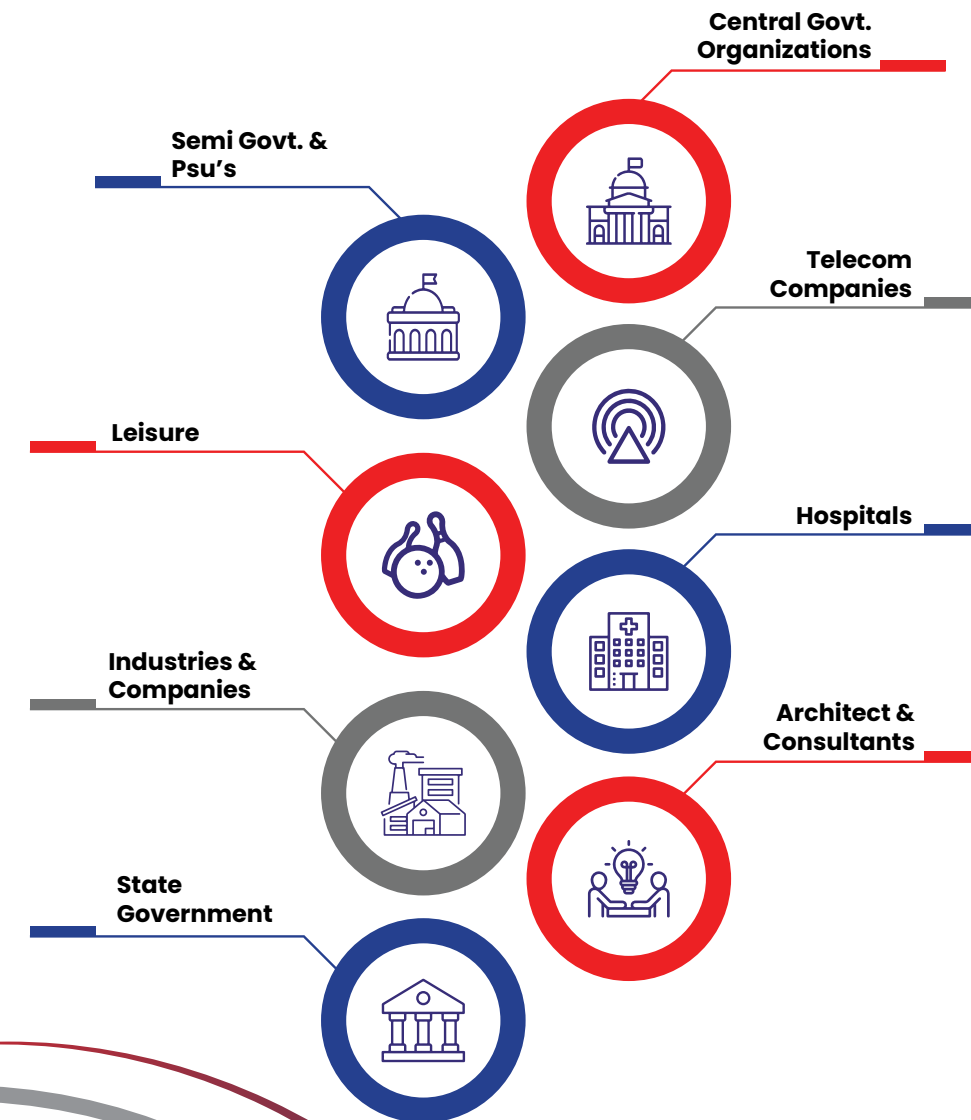 Central Govt.
Organizations
Semi Govt. &
Psu’s
Telecom
Companies
Leisure
Hospitals
Industries &
Companies
Architect &
Consultants
State
Government